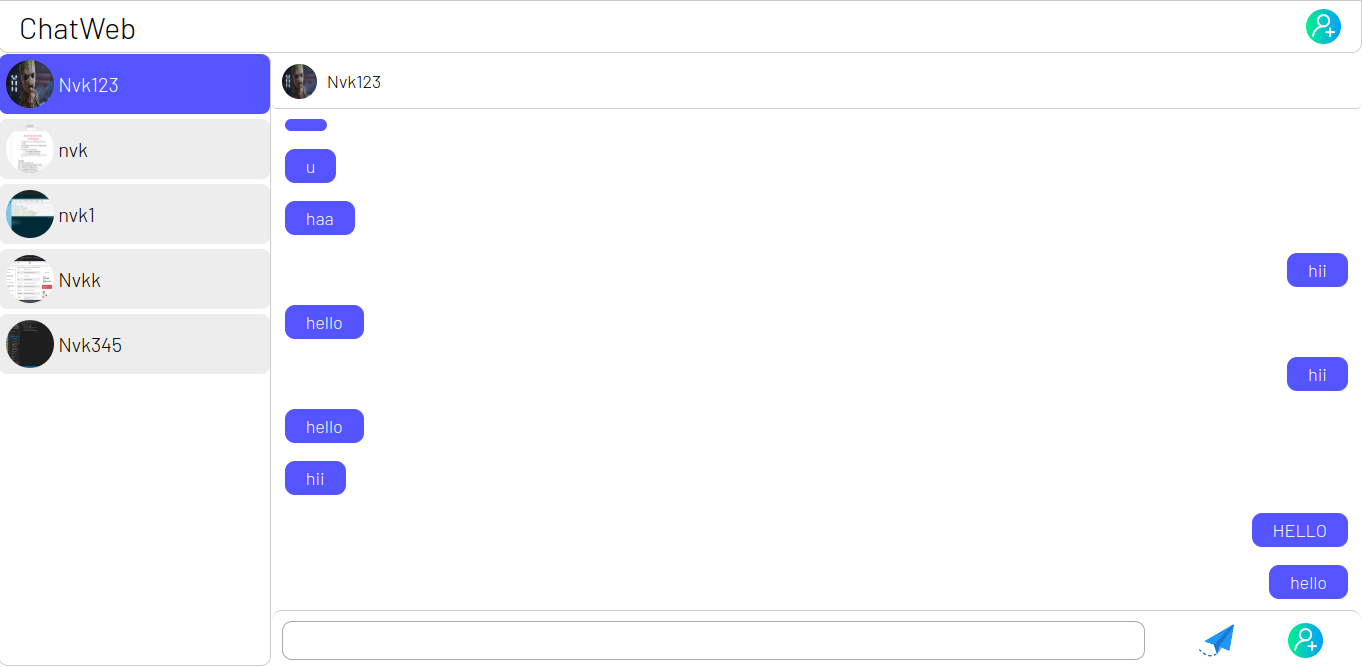 ChatWeb
Nvk123
nvk
nvk1
Nvkk
Nvk345
Nvk123
u
haa
hii
hello
hii
hello
hii
HELLO
hello